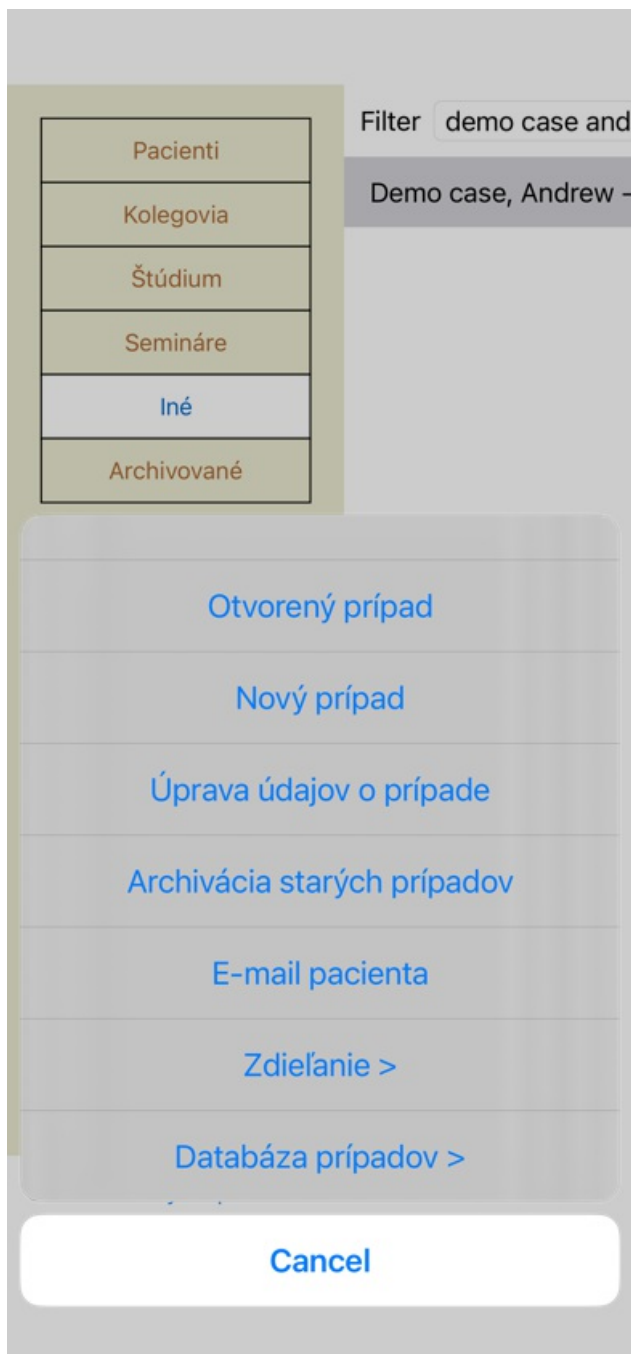 Pacienti
Kolegovia
Štúdium
Semináre
Iné
Archivované
Filter demo case and
Demo case, Andrew -
Otvorený prípad
Nový prípad
Úprava údajov o prípade
Archivácia starých prípadov
E-mail pacienta
Zdieľanie >
Databáza prípadov >
Cancel